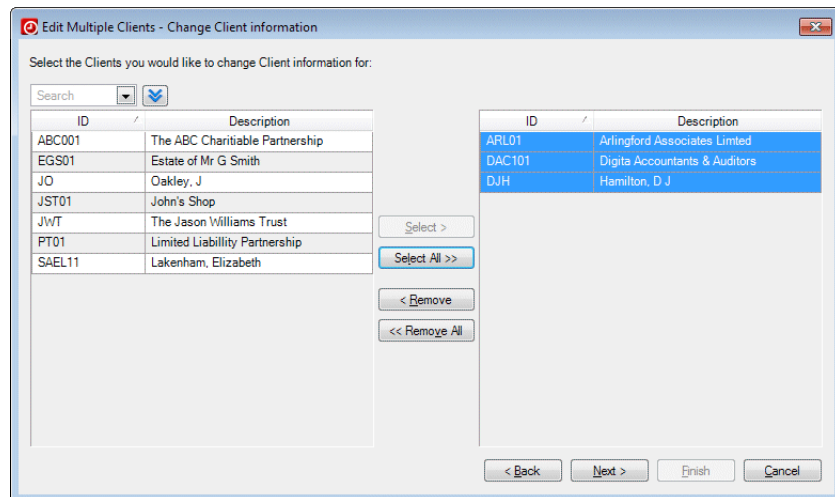 Edit Multiple Clients - Change Client information
Select the Clients you would like to change Client information for:
Search
ID Description
ABC001 The ABC Charitiable Partnership
EGS01 Estate of Mr G Smith
JO Oakley, J
JST01 John's Shop
JWT The Jason Williams Trust
PT01 Limited Liabillity Partnership
SAEL11 Lakenham, Elizabeth
Select >
Select All >>
< Remove
<< Remove All
ID Description
ARL01 Arlingford Associates Limted
DAC101 Digita Accountants & Auditors
DJH Hamilton, D J
< Back Next > Finish Cancel